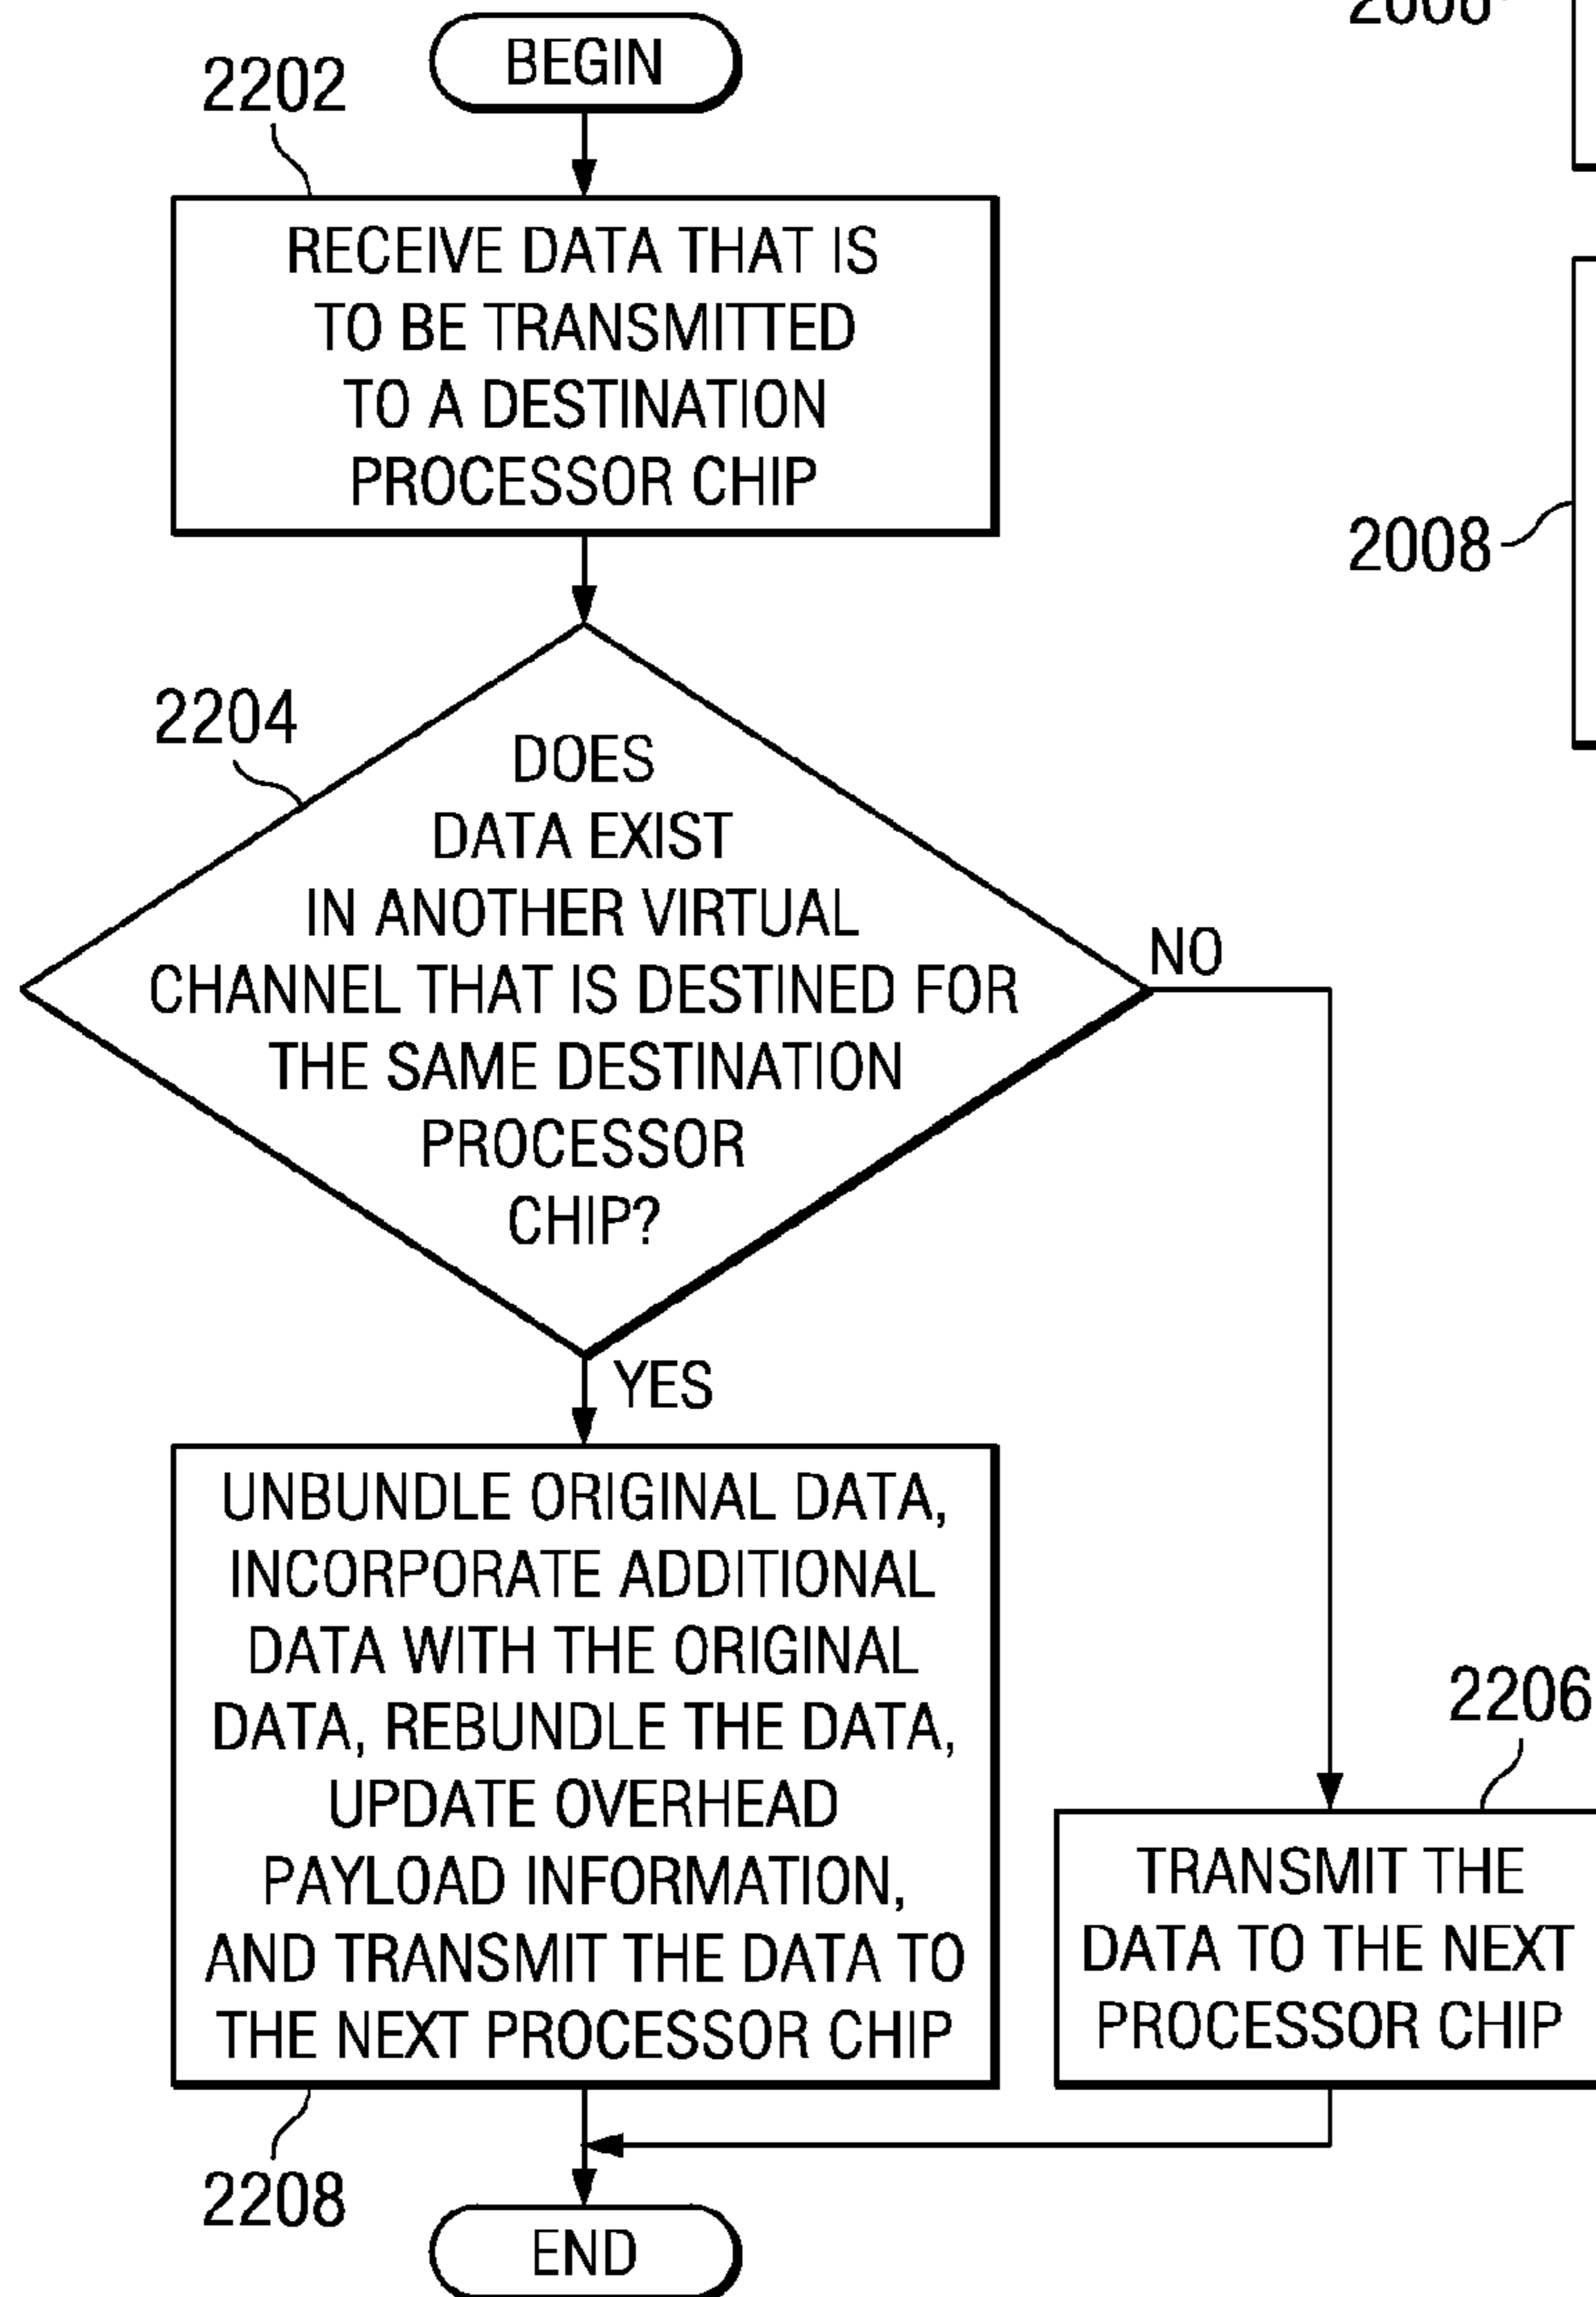 BEGIN
2202
RECEIVE DATA THAT IS
TO BE TRANSMITTED
TO A DESTINATION
PROCESSOR CHIP
2204
DOES
DATA EXIST
IN ANOTHER VIRTUAL
CHANNEL THAT IS DESTINED FOR
THE SAME DESTINATION
PROCESSOR
CHIP?
NO
YES
UNBUNDLE ORIGINAL DATA,
INCORPORATE ADDITIONAL
DATA WITH THE ORIGINAL
DATA, REBUNDLE THE DATA,
UPDATE OVERHEAD
PAYLOAD INFORMATION,
AND TRANSMIT THE DATA TO
THE NEXT PROCESSOR CHIP
2208
2206
TRANSMIT THE
DATA TO THE NEXT
PROCESSOR CHIP
END
2008